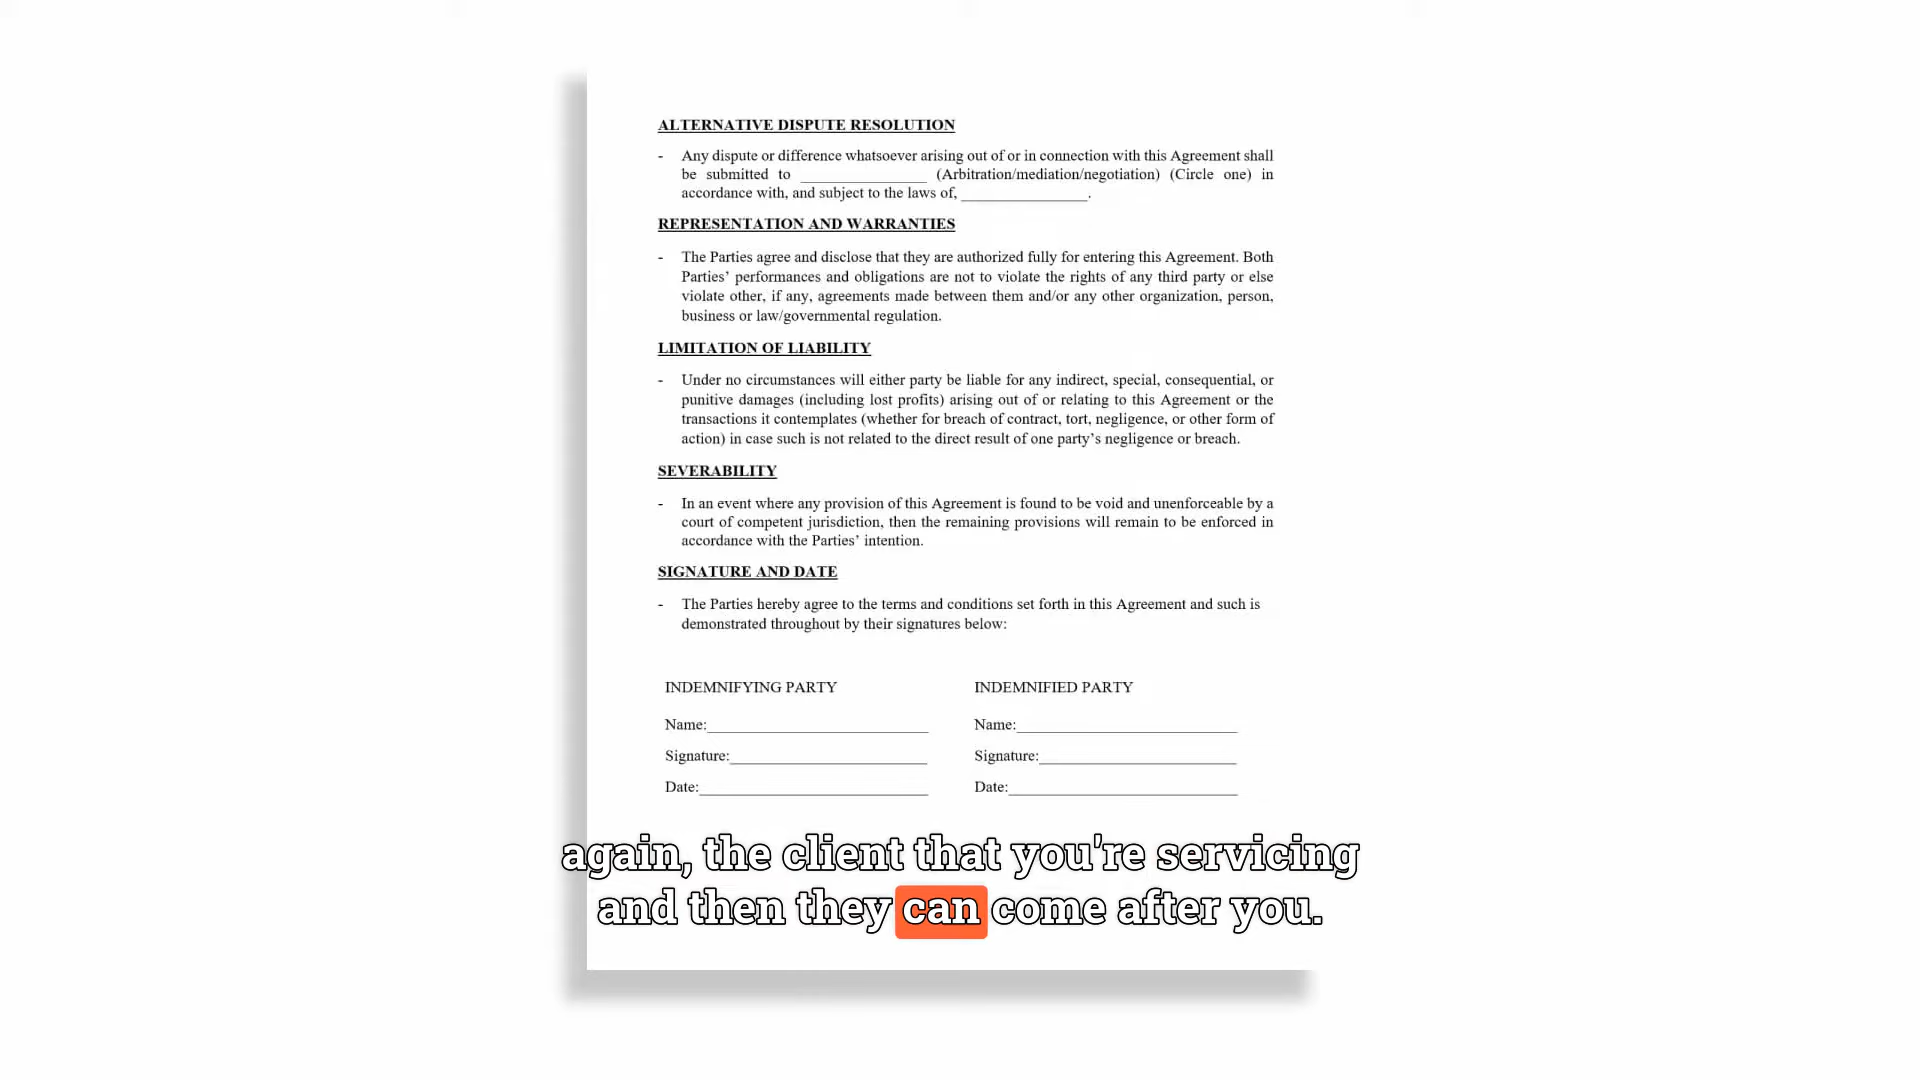 ALTERNATIVE DISPUTE RESOLUTION
- Any dispute or difference whatsoever arising out of or in connection with this Agreement shall
be submitted to ________________ (Arbitration/mediation/negotiation) (Circle one) in
accordance with, and subject to the laws of, ________________.
REPRESENTATION AND WARRANTIES
- The Parties agree and disclose that they are authorized fully for entering this Agreement. Both
Parties’ performances and obligations are not to violate the rights of any third party or else
violate other, if any, agreements made between them and/or any other organization, person,
business or law/governmental regulation.
LIMITATION OF LIABILITY
- Under no circumstances will either party be liable for any indirect, special, consequential, or
punitive damages (including lost profits) arising out of or relating to this Agreement or the
transactions it contemplates (whether for breach of contract, tort, negligence, or other form of
action) in case such is not related to the direct result of one party’s negligence or breach.
SEVERABILITY
- In an event where any provision of this Agreement is found to be void and unenforceable by a
court of competent jurisdiction, then the remaining provisions will remain to be enforced in
accordance with the Parties’ intention.
SIGNATURE AND DATE
- The Parties hereby agree to the terms and conditions set forth in this Agreement and such is
demonstrated throughout by their signatures below:
INDEMNIFYING PARTY INDEMNIFIED PARTY
Name:____________________________ Name:____________________________
Signature:_________________________ Signature:_________________________
Date:_____________________________ Date:_____________________________
again, the client that you're servicing
and then they can come after you.